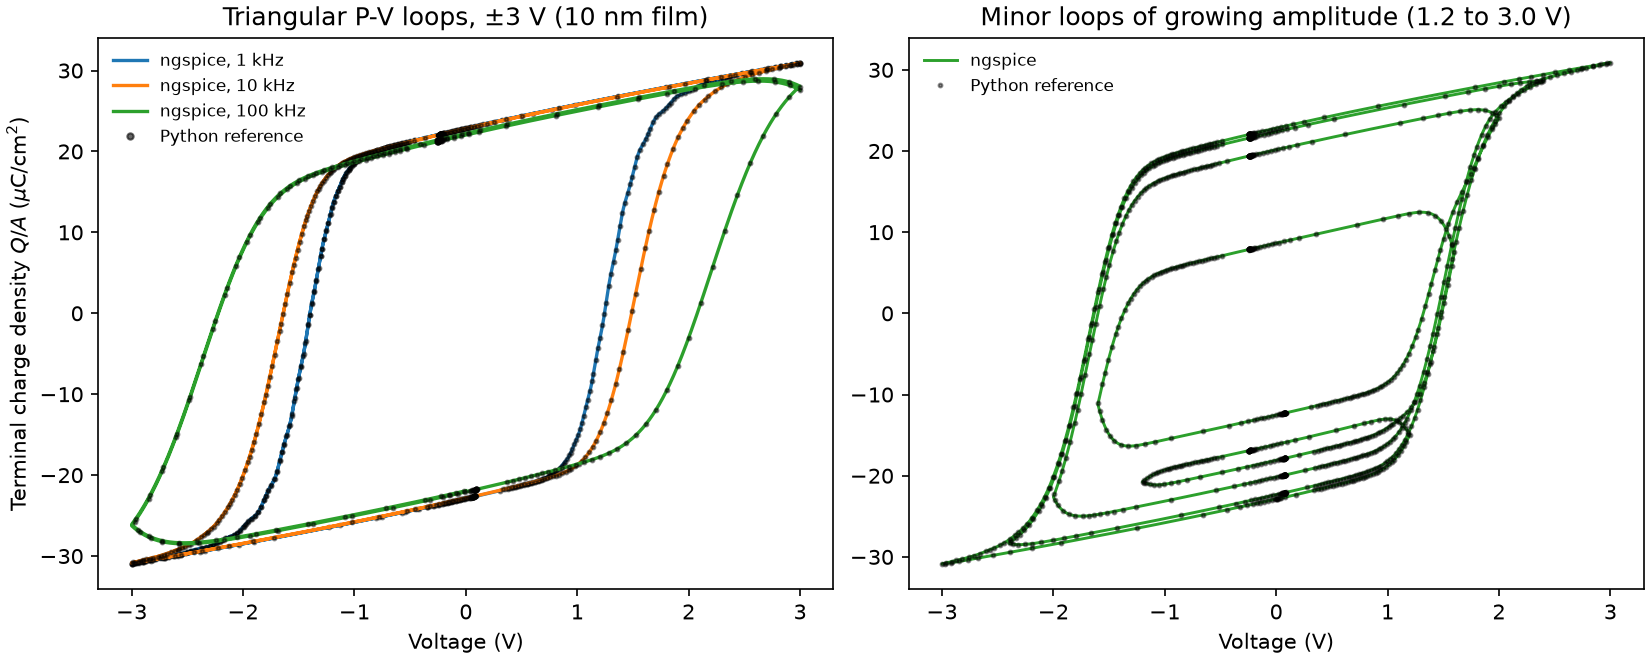 Triangular P-V loops, ±3 V (10 nm film)
ngspice, 1 kHz
ngspice, 10 kHz
ngspice, 100 kHz
Python reference
30
20
10
0
−10
−20
−30
−3
−2
−1
0
1
2
3
Voltage (V)
Terminal charge density Q/A (μC/cm²)
Minor loops of growing amplitude (1.2 to 3.0 V)
ngspice
Python reference
30
20
10
0
−10
−20
−30
−3
−2
−1
0
1
2
3
Voltage (V)